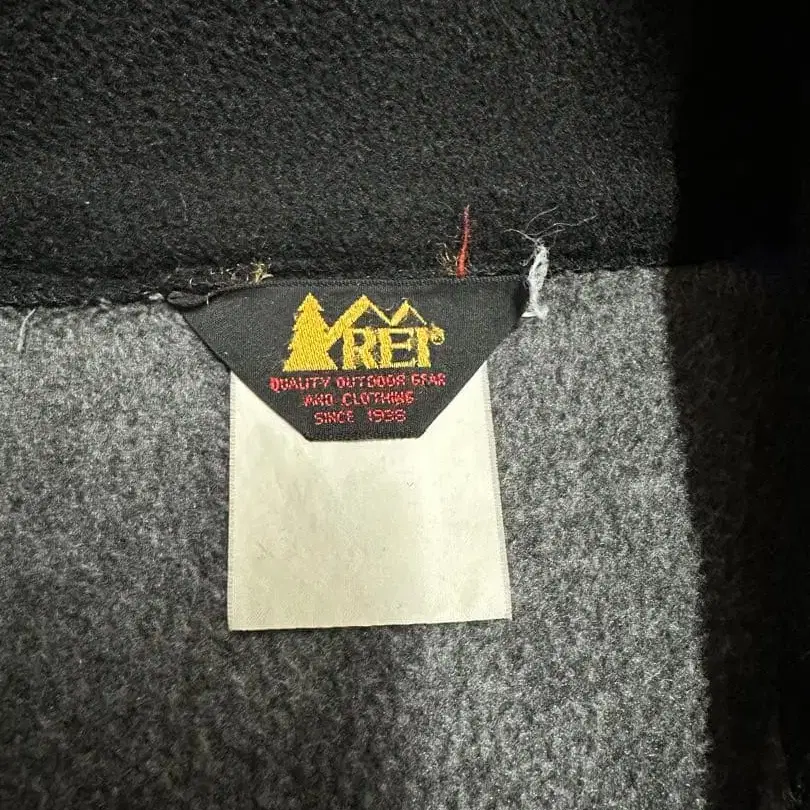 REI®
QUALITY OUTDOOR GEAR
AND CLOTHING
SINCE 1938